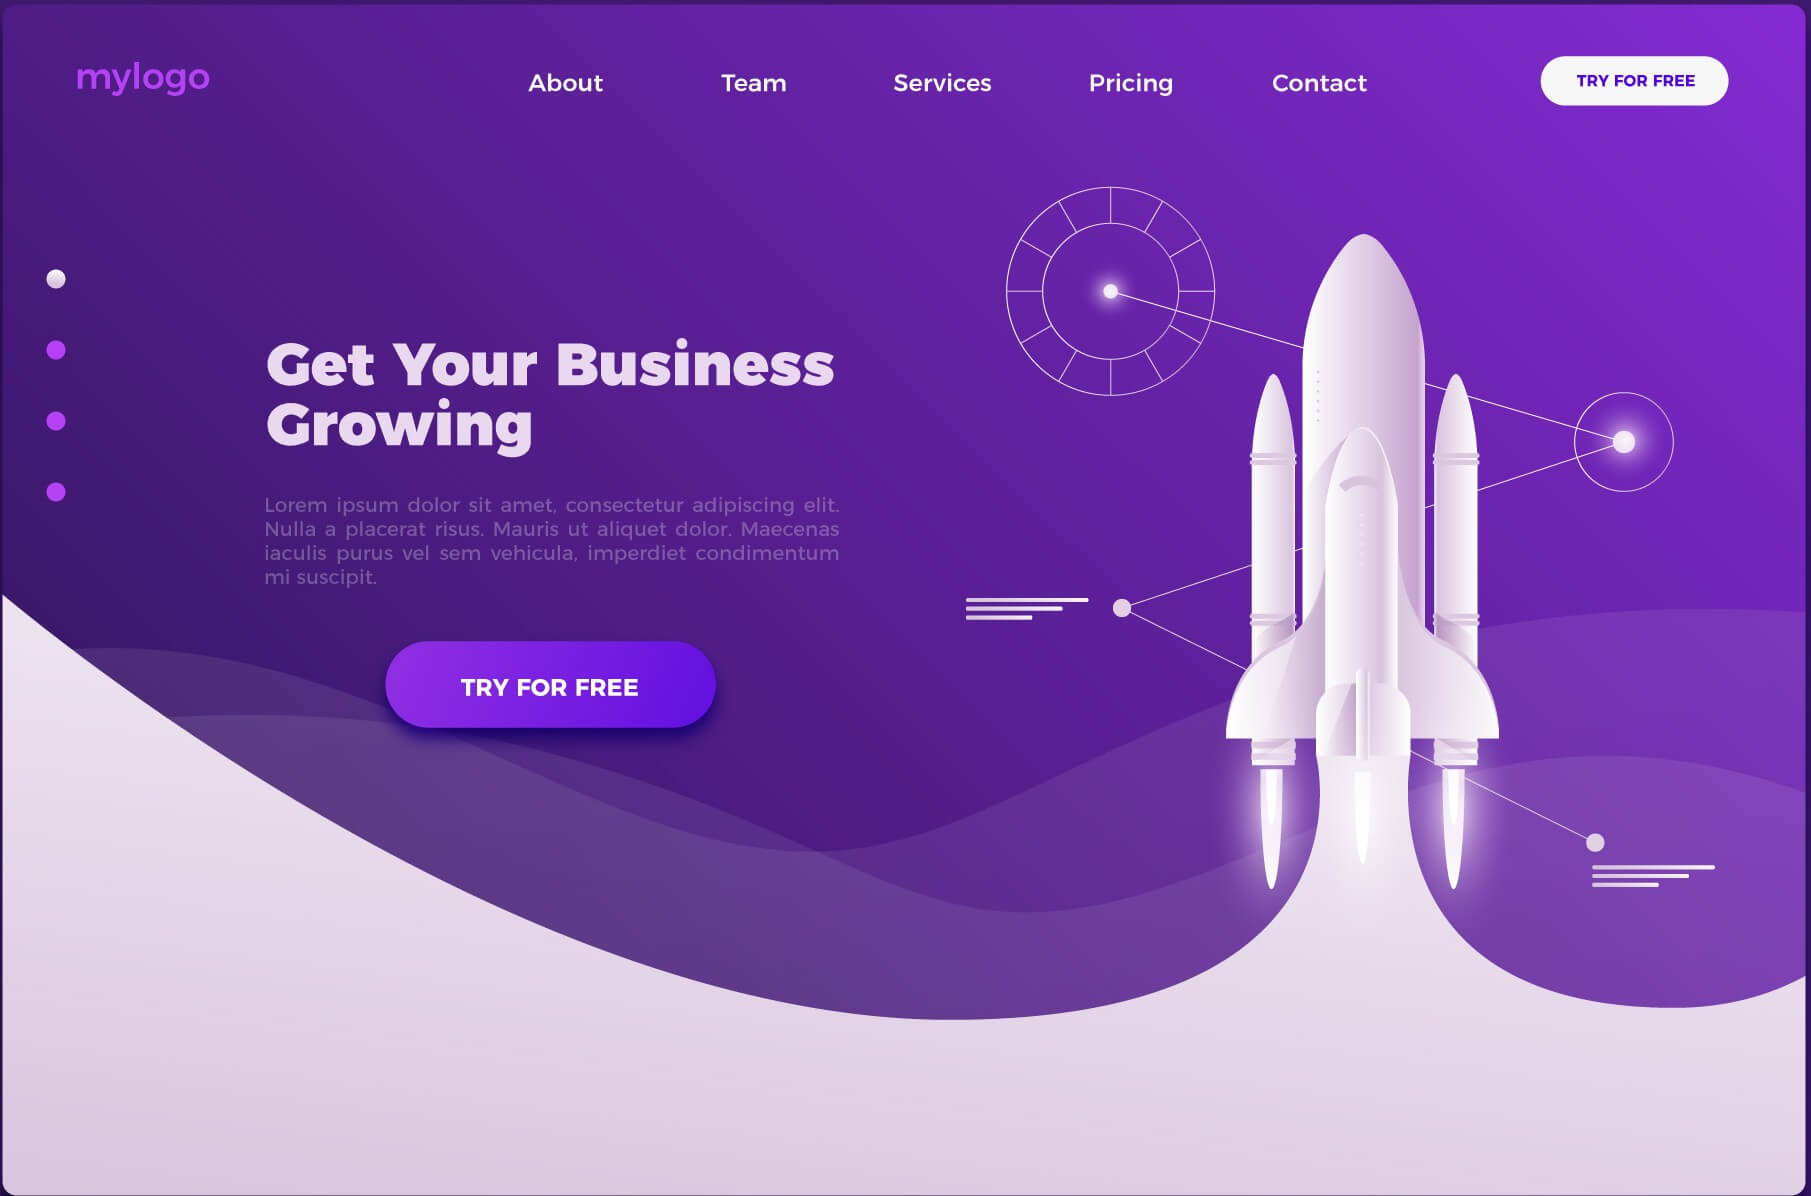 mylogo
About
Team
Services
Pricing
Contact
TRY FOR FREE
Get Your Business
Growing
Lorem ipsum dolor sit amet, consectetur adipiscing elit.
Nulla a placerat risus. Mauris ut aliquet dolor. Maecenas
iaculis purus vel sem vehicula, imperdiet condimentum
mi suscipit.
TRY FOR FREE